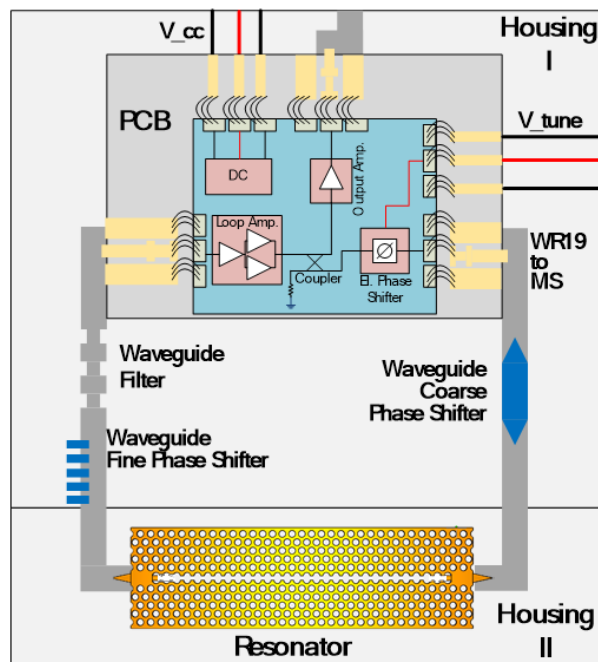 V_cc
Housing
I
PCB
V_tune
DC
Output Amp.
Loop Amp.
WR19
to
MS
Coupler
El. Phase
Shifter
Waveguide
Filter
Waveguide
Coarse
Phase Shifter
Waveguide
Fine Phase Shifter
Resonator
Housing
II